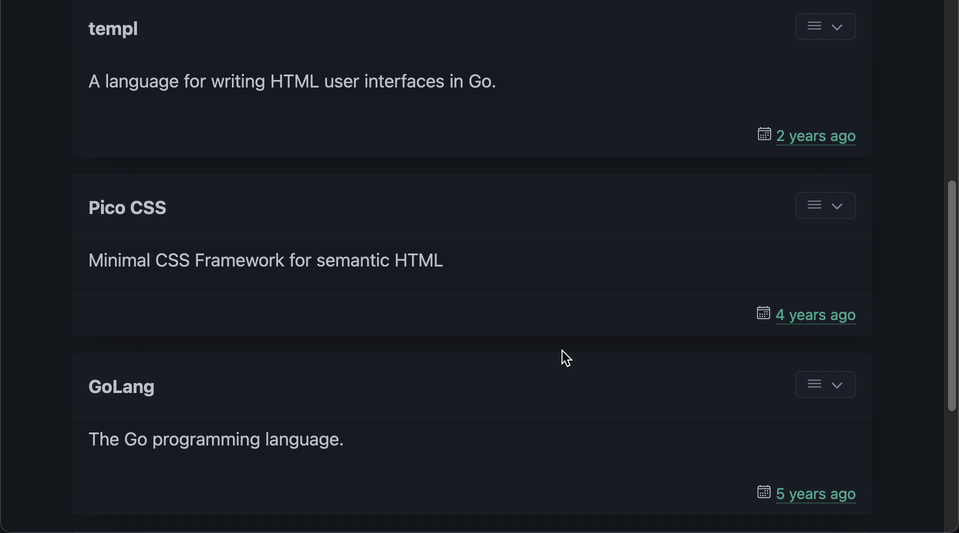 templ
A language for writing HTML user interfaces in Go.
2 years ago
Pico CSS
Minimal CSS Framework for semantic HTML
4 years ago
GoLang
The Go programming language.
5 years ago